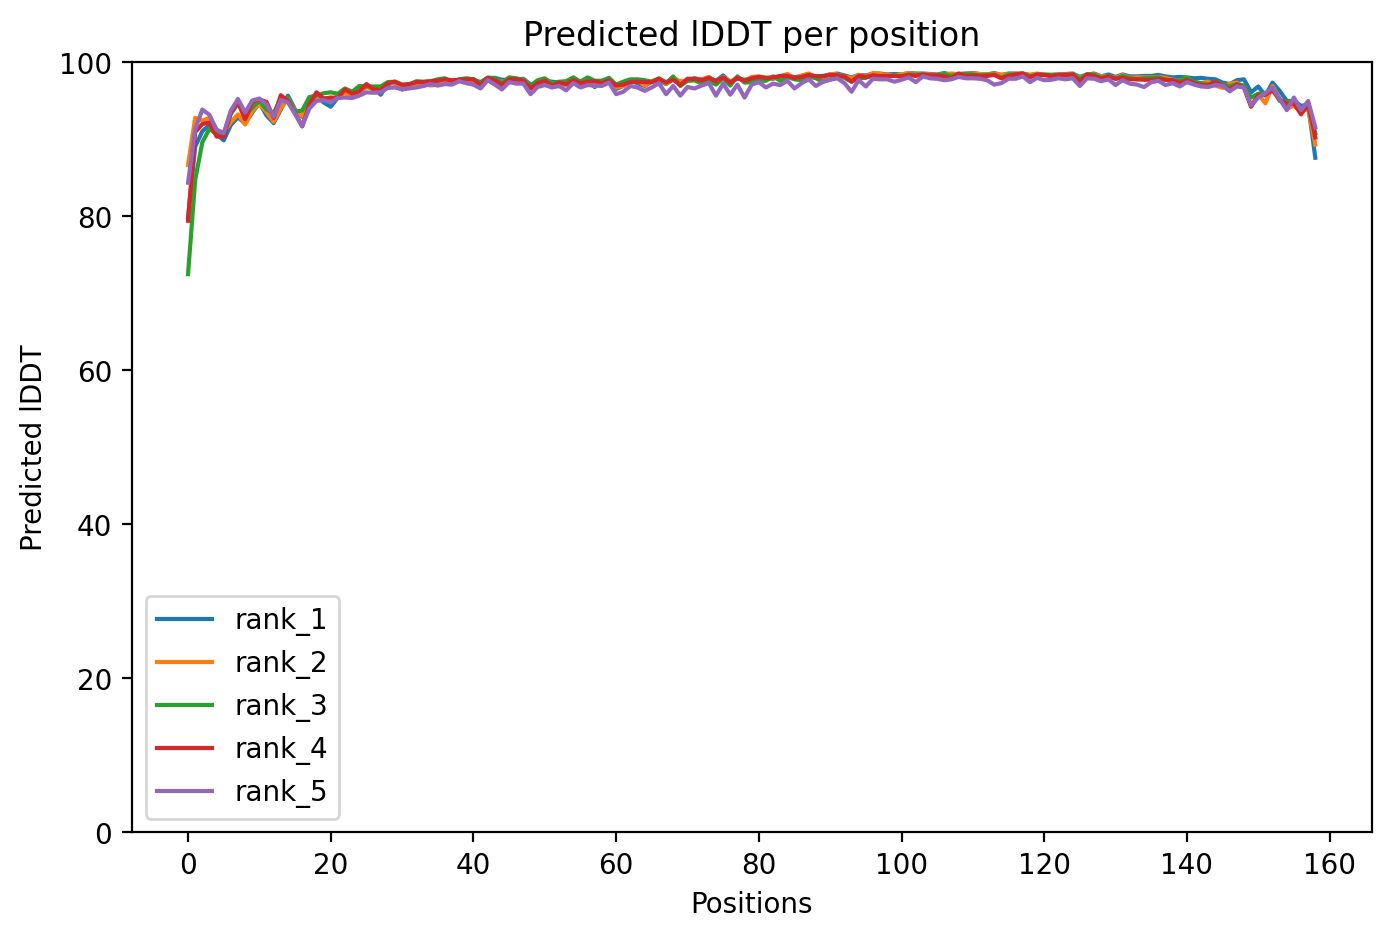 Predicted lDDT per position
100
80
60
40
20
0
Predicted lDDT
rank_1
rank_2
rank_3
rank_4
rank_5
0 20 40 60 80 100 120 140 160
Positions